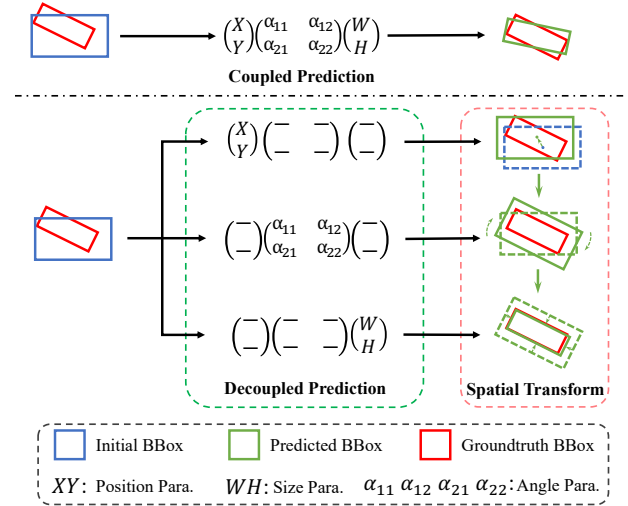 (X Y) (α11 α12 α21 α22) (W H)
Coupled Prediction
(X Y) (— — — —) (— —)
(— —) (α11 α12 α21 α22) (— —)
(— —) (— — — —) (W H)
Decoupled Prediction
Spatial Transform
Initial BBox
Predicted BBox
Groundtruth BBox
XY: Position Para.
WH: Size Para.
α11 α12 α21 α22: Angle Para.